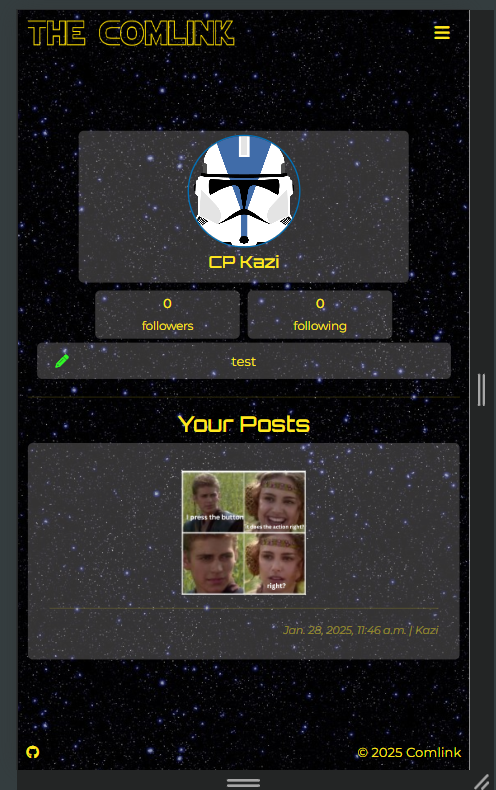 THE COMLINK
CP Kazi
0
followers
0
following
test
Your Posts
I press the button
It does the action right?
right?
Jan. 28, 2025, 11:46 a.m. | Kazi
© 2025 Comlink